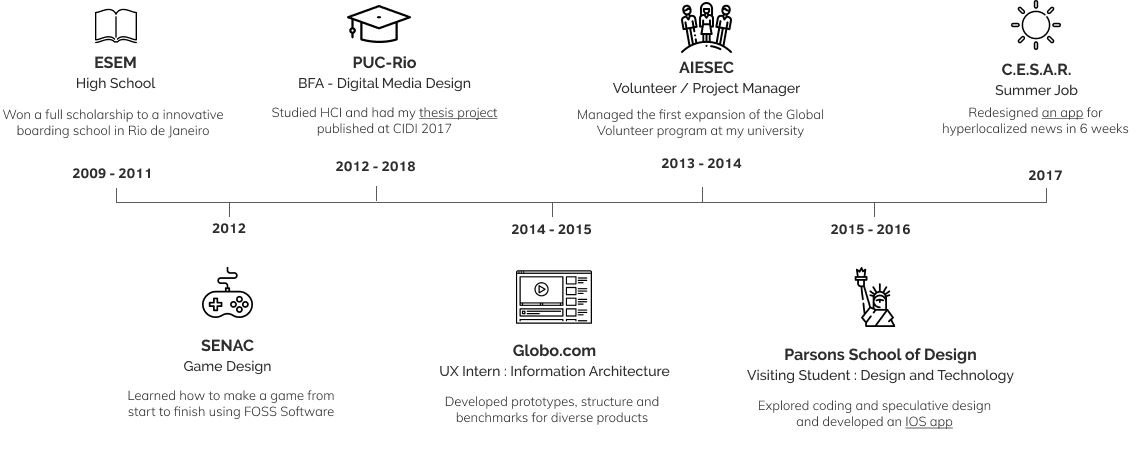 ESEM
High School
Won a full scholarship to a innovative
boarding school in Rio de Janeiro
2009 - 2011
PUC-Rio
BFA - Digital Media Design
Studied HCI and had my thesis project
published at CIDI 2017
2012 - 2018
AIESEC
Volunteer / Project Manager
Managed the first expansion of the Global
Volunteer program at my university
2013 - 2014
C.E.S.A.R.
Summer Job
Redesigned an app for
hyperlocalized news in 6 weeks
2017
2012
SENAC
Game Design
Learned how to make a game from
start to finish using FOSS Software
2014 - 2015
Globo.com
UX Intern : Information Architecture
Developed prototypes, structure and
benchmarks for diverse products
2015 - 2016
Parsons School of Design
Visiting Student : Design and Technology
Explored coding and speculative design
and developed an IOS app